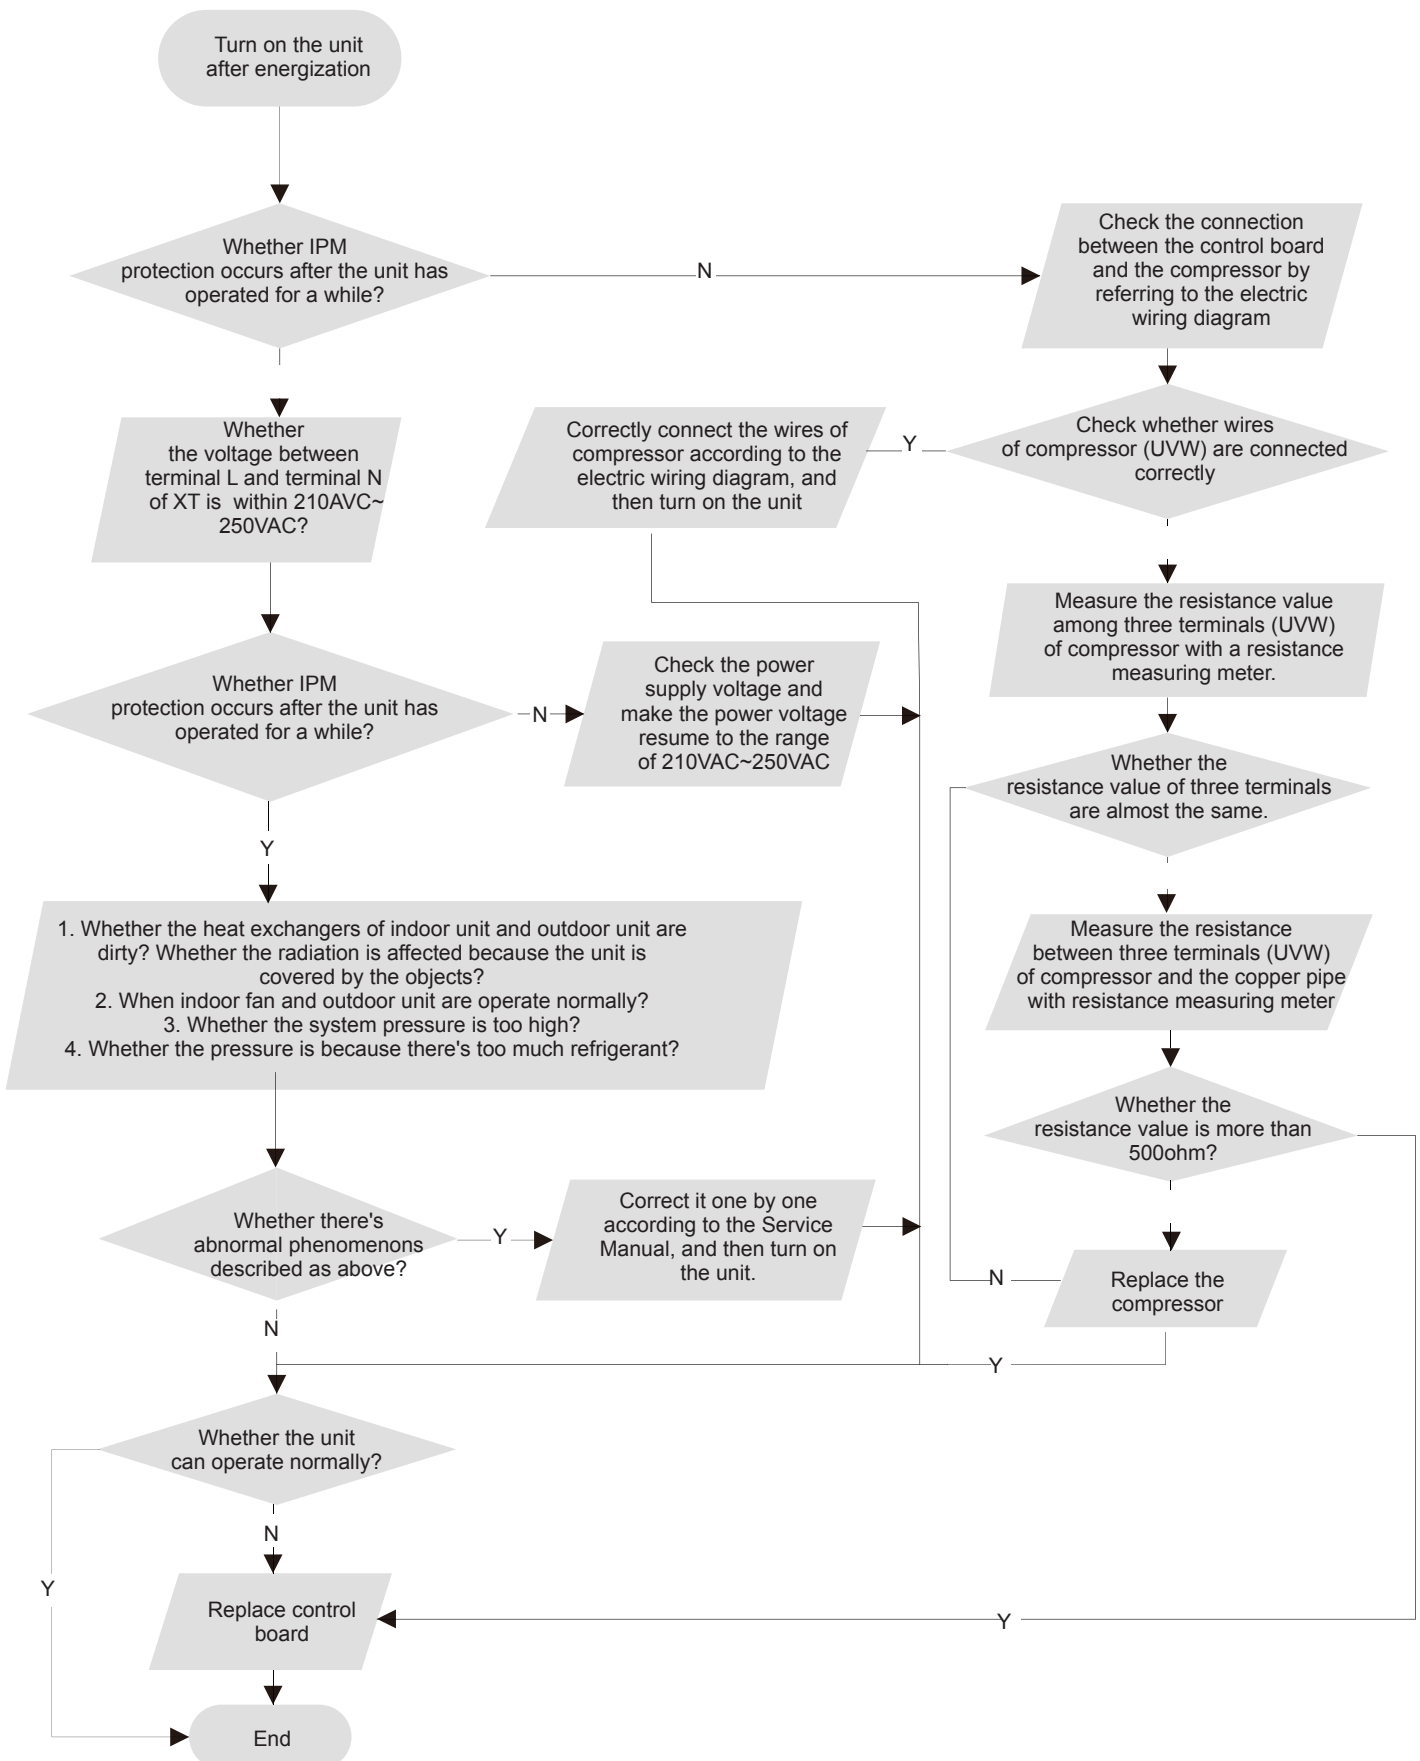 Turn on the unit
after energization
Whether IPM
protection occurs after the unit has
operated for a while?
N
Check the connection
between the control board
and the compressor by
referring to the electric
wiring diagram
Whether
the voltage between
terminal L and terminal N
of XT is within 210AVC~
250VAC?
Correctly connect the wires of
compressor according to the
electric wiring diagram, and
then turn on the unit
Y
Check whether wires
of compressor (UVW) are connected
correctly
Measure the resistance value
among three terminals (UVW)
of compressor with a resistance
measuring meter.
Whether IPM
protection occurs after the unit has
operated for a while?
N
Check the power
supply voltage and
make the power voltage
resume to the range
of 210VAC~250VAC
Whether the
resistance value of three terminals
are almost the same.
Y
1. Whether the heat exchangers of indoor unit and outdoor unit are
dirty? Whether the radiation is affected because the unit is
covered by the objects?
2. When indoor fan and outdoor unit are operate normally?
3. Whether the system pressure is too high?
4. Whether the pressure is because there's too much refrigerant?
Measure the resistance
between three terminals (UVW)
of compressor and the copper pipe
with resistance measuring meter
Whether the
resistance value is more than
500ohm?
Whether there's
abnormal phenomenons
described as above?
Y
Correct it one by one
according to the Service
Manual, and then turn on
the unit.
N
Replace the
compressor
N
Y
Whether the unit
can operate normally?
N
Y
Replace control
board
Y
End